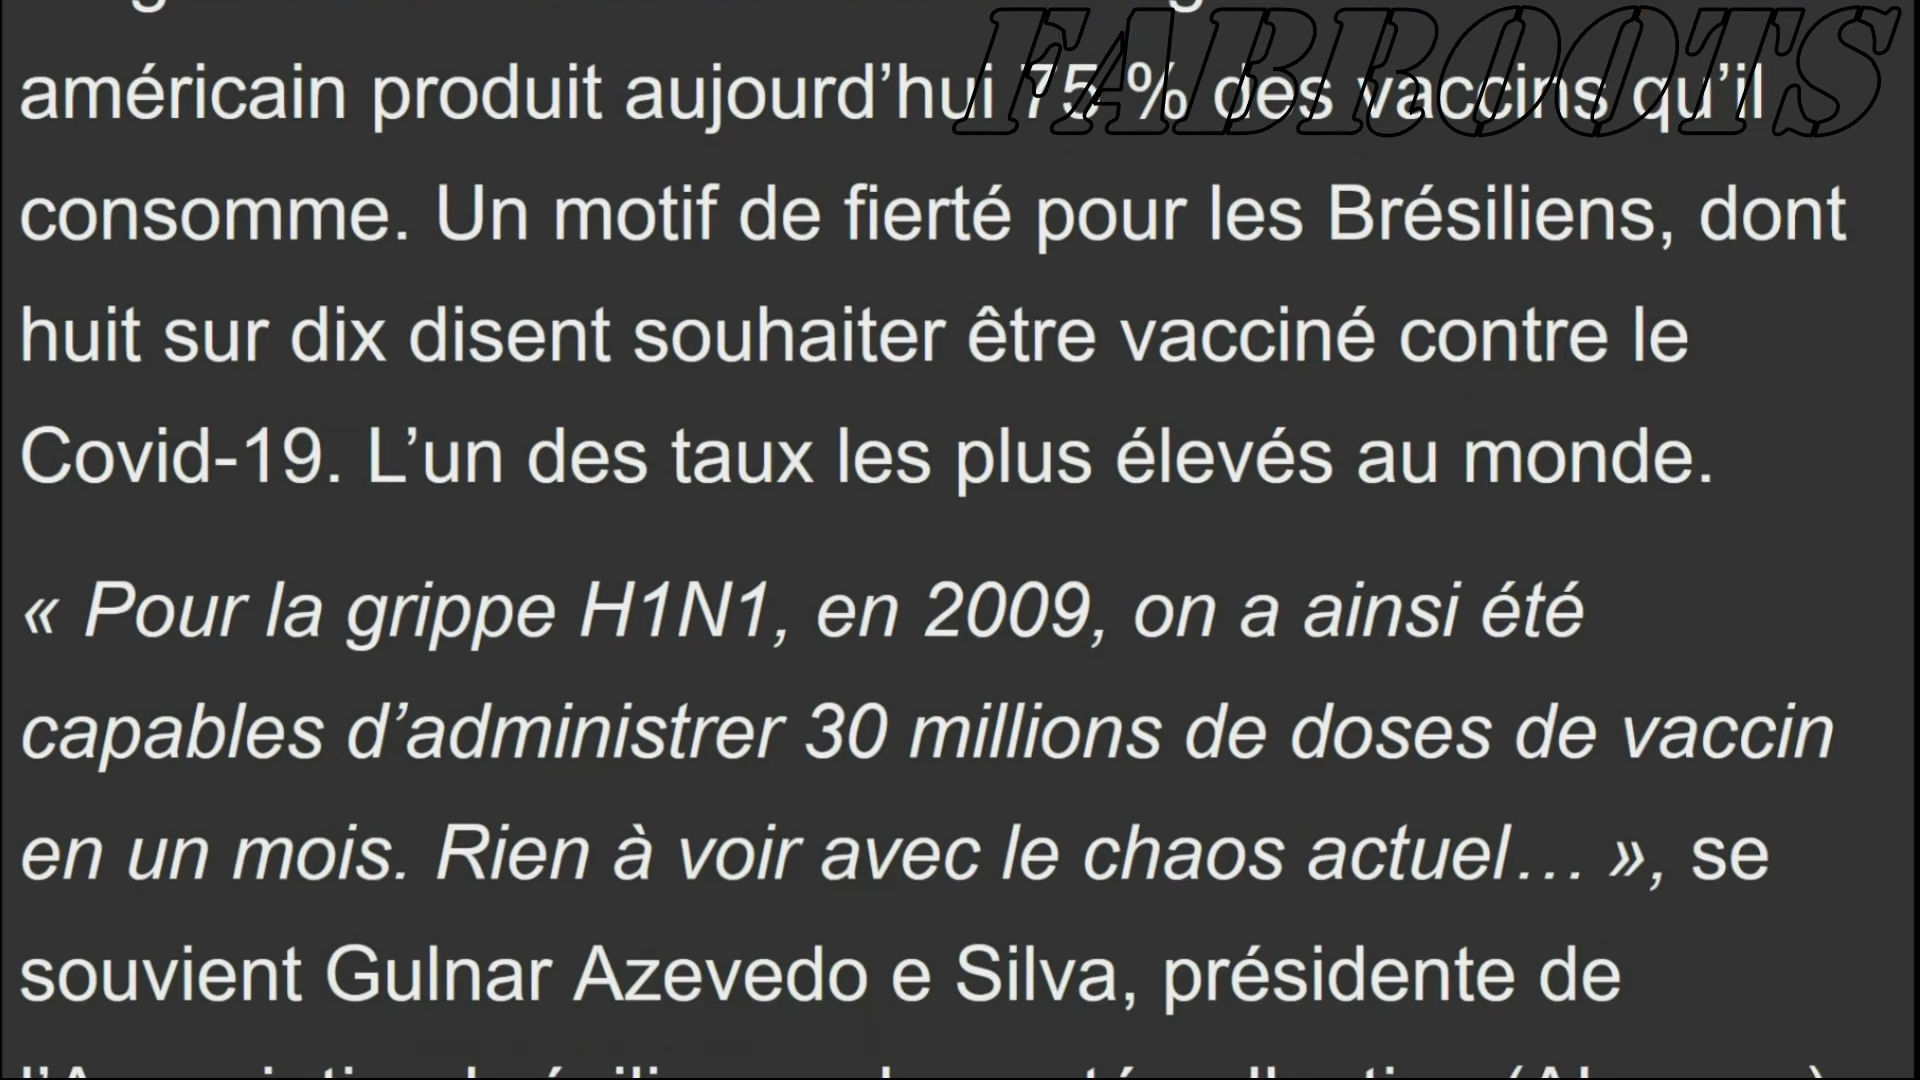 FABROOTS
américain produit aujourd’hui 75 % des vaccins qu’il
consomme. Un motif de fierté pour les Brésiliens, dont
huit sur dix disent souhaiter être vacciné contre le
Covid-19. L’un des taux les plus élevés au monde.
« Pour la grippe H1N1, en 2009, on a ainsi été
capables d’administrer 30 millions de doses de vaccin
en un mois. Rien à voir avec le chaos actuel… », se
souvient Gulnar Azevedo e Silva, présidente de